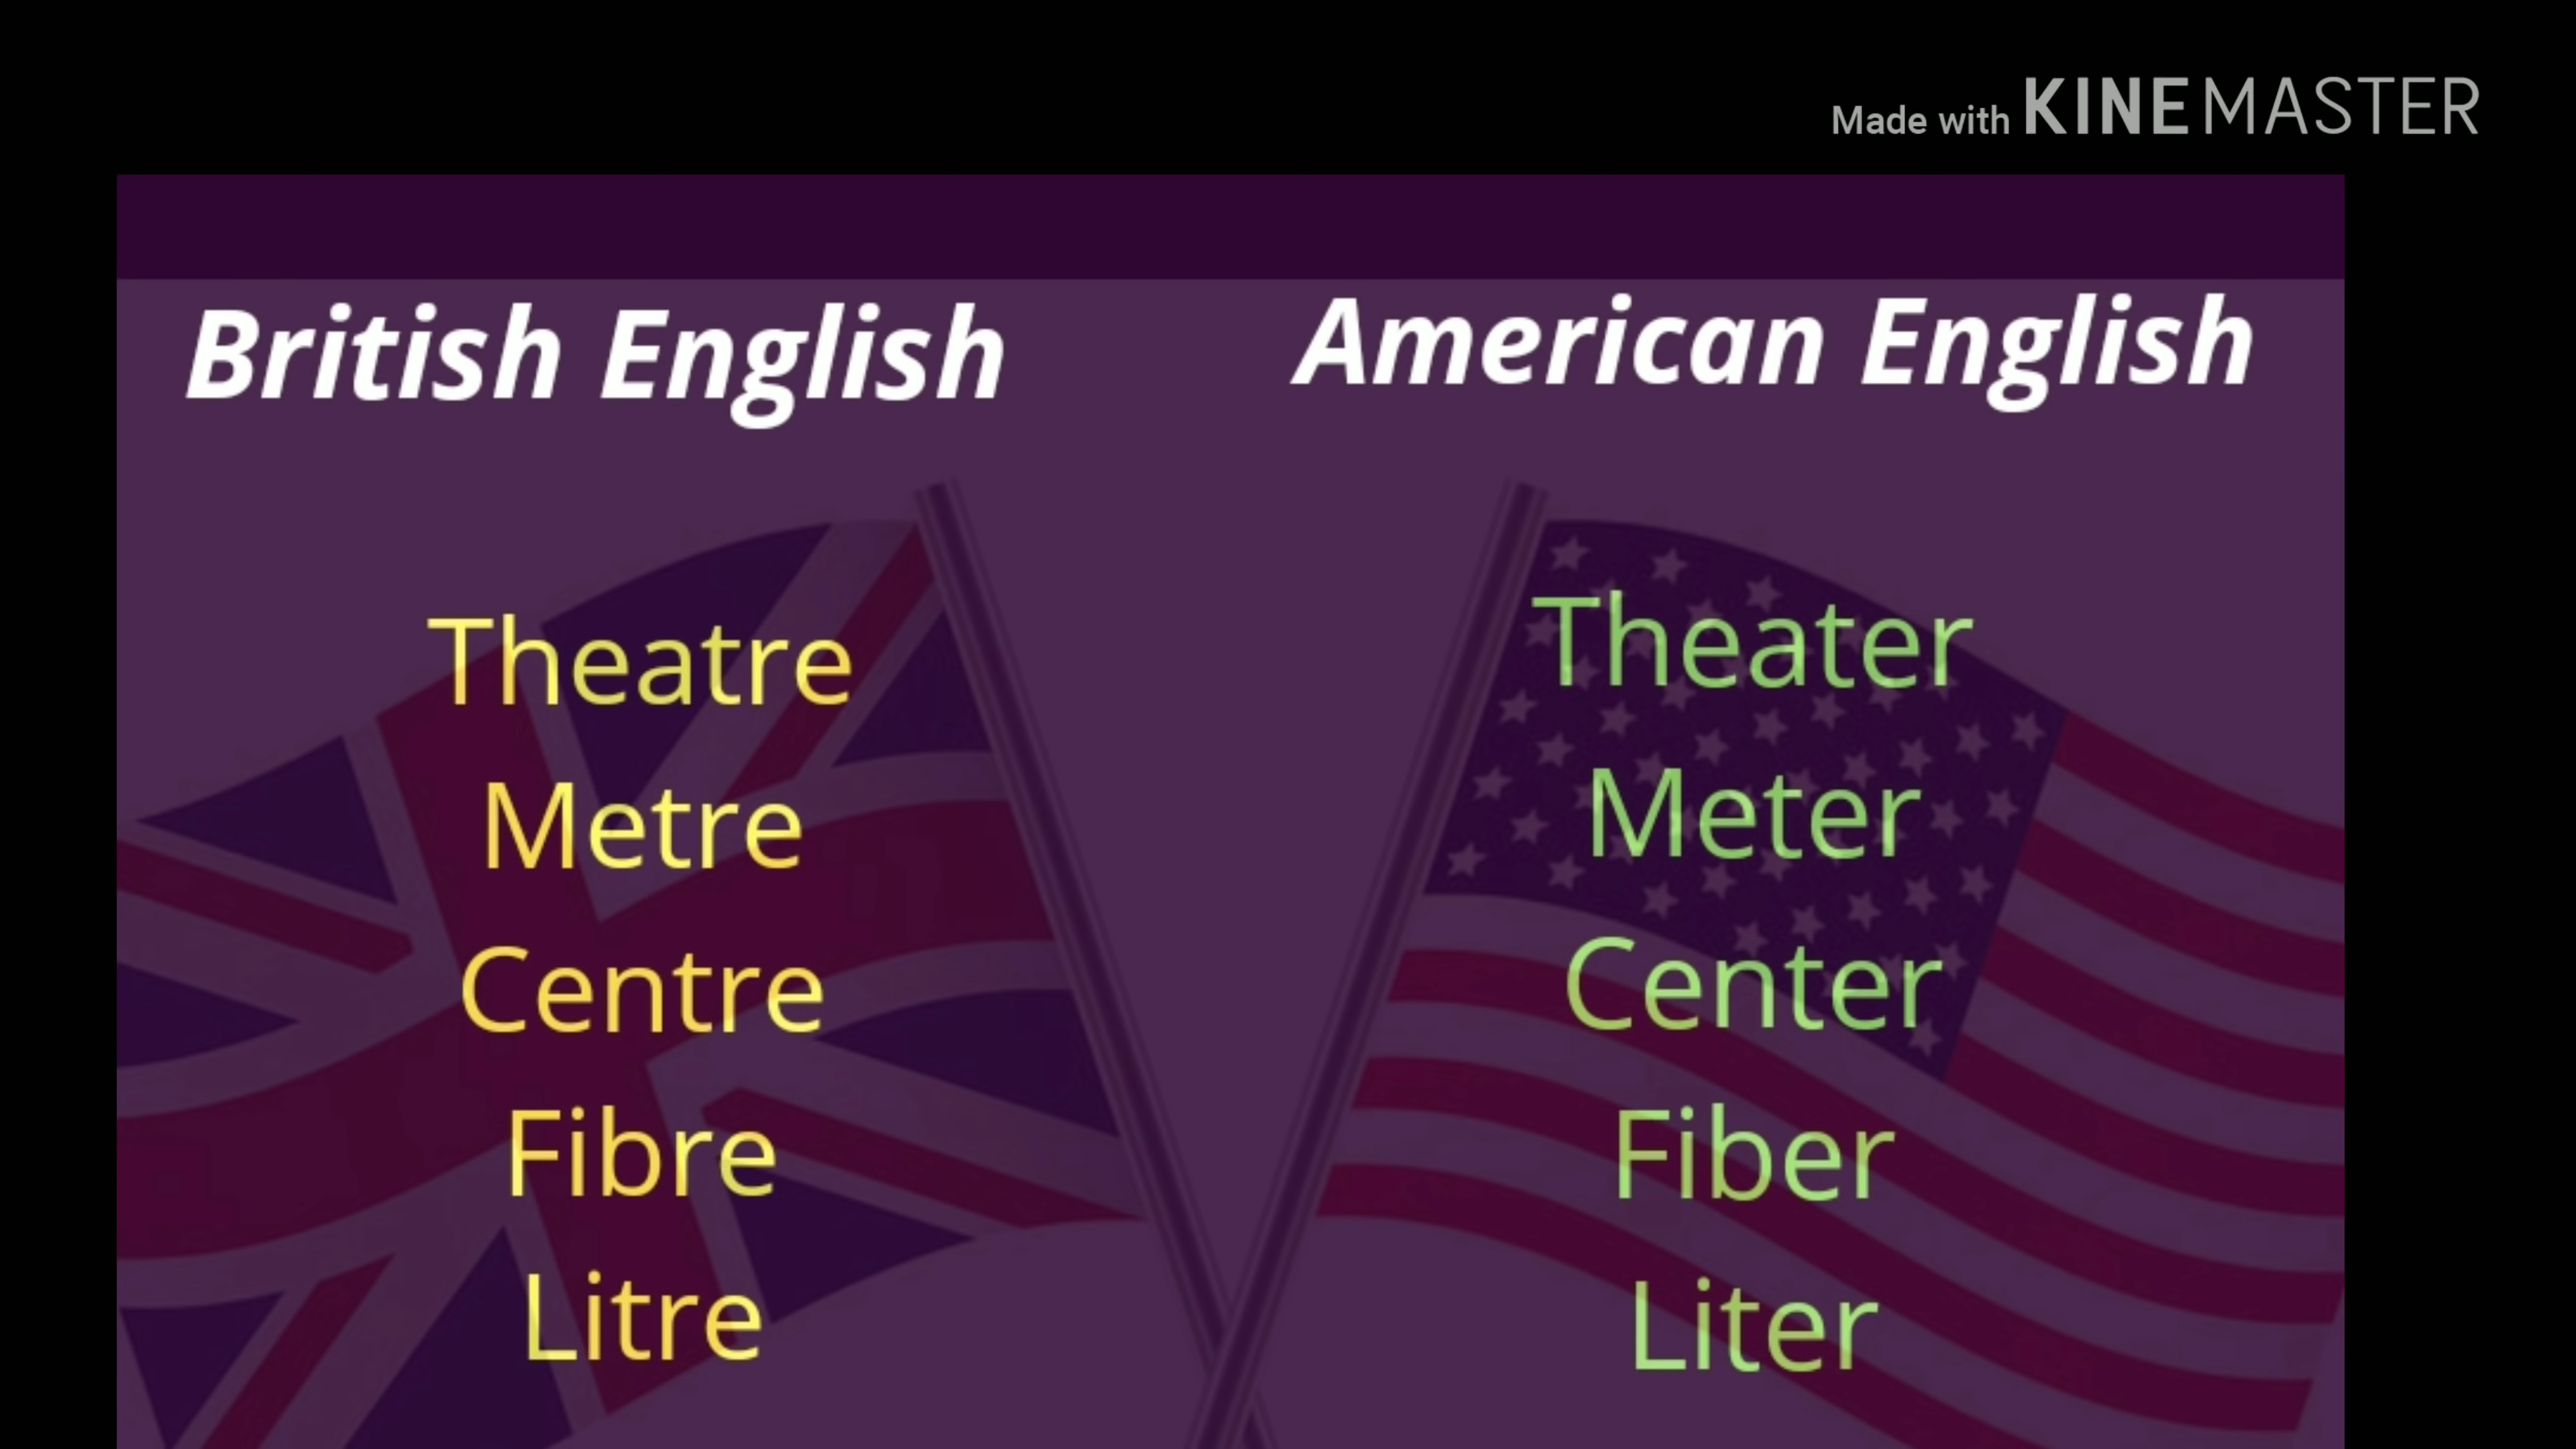 Made with KINEMASTER
British English
American English
Theatre
Theater
Metre
Meter
Centre
Center
Fibre
Fiber
Litre
Liter